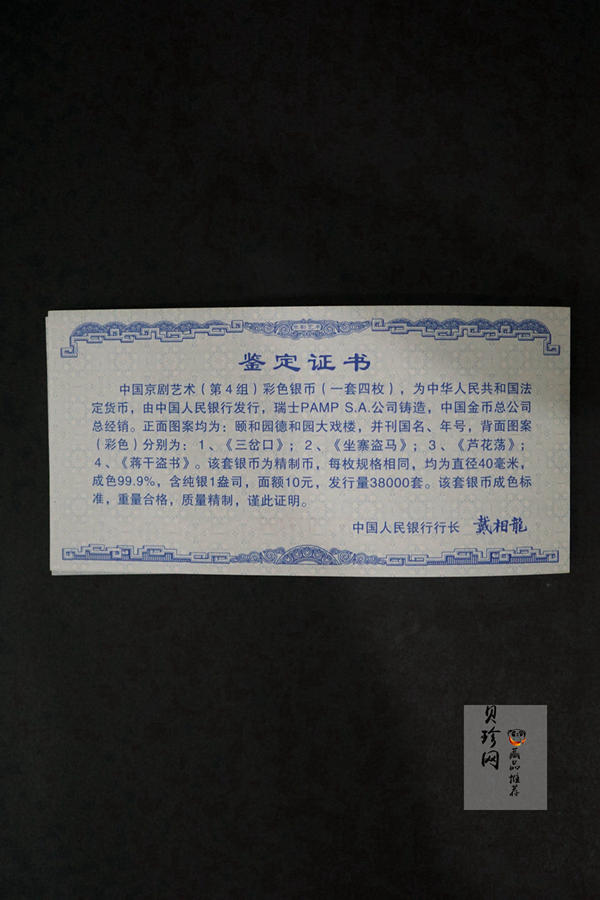 京剧艺术
鉴定证书
中国京剧艺术（第4组）彩色银币（一套四枚），为中华人民共和国法
定货币，由中国人民银行发行，瑞士PAMP S.A.公司铸造，中国金币总公司
总经销。正面图案均为：颐和园德和园大戏楼，并刊国名、年号，背面图案
（彩色）分别为：1、《三岔口》；2、《坐寨盗马》；3、《芦花荡》；
4、《蒋干盗书》。该套银币为精制币，每枚规格相同，均为直径40毫米，
成色99.9%，含纯银1盎司，面额10元，发行量38000套。该套银币成色标
准，重量合格，质量精制，谨此证明。
中国人民银行行长 戴相龍
贝珍网
藏品推荐